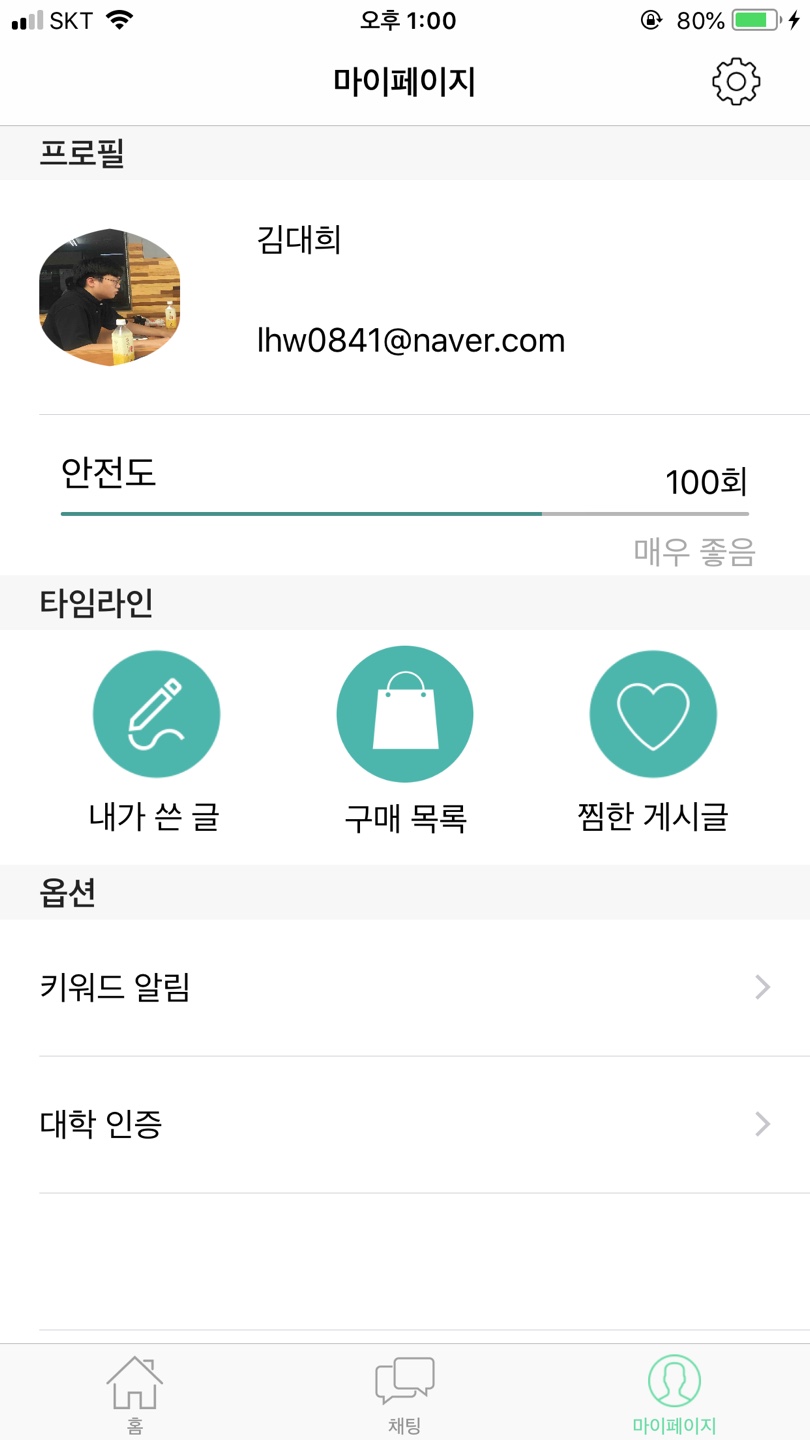 SKT 오후 1:00 80%
마이페이지
프로필
김대희
lhw0841@naver.com
안전도 100회
매우 좋음
타임라인
내가 쓴 글 구매 목록 찜한 게시글
옵션
키워드 알림
대학 인증
홈 채팅 마이페이지